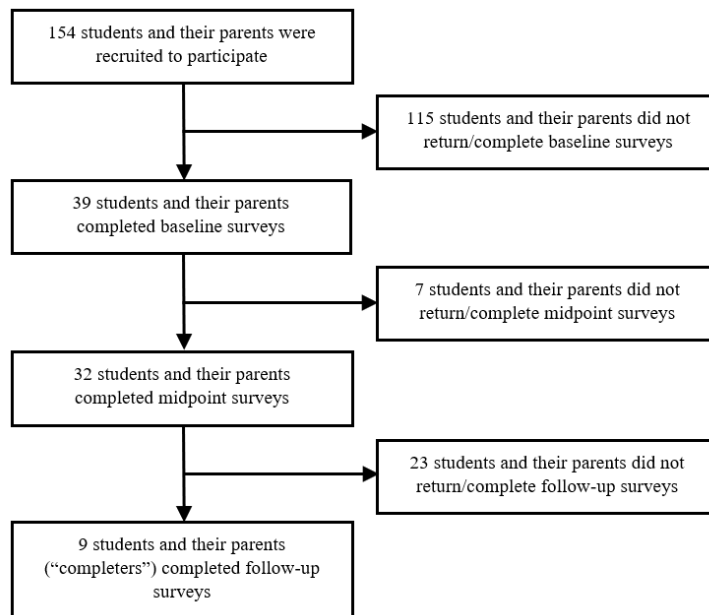 154 students and their parents were
recruited to participate
115 students and their parents did not
return/complete baseline surveys
39 students and their parents
completed baseline surveys
7 students and their parents did not
return/complete midpoint surveys
32 students and their parents
completed midpoint surveys
23 students and their parents did not
return/complete follow-up surveys
9 students and their parents
(“completers”) completed follow-up
surveys